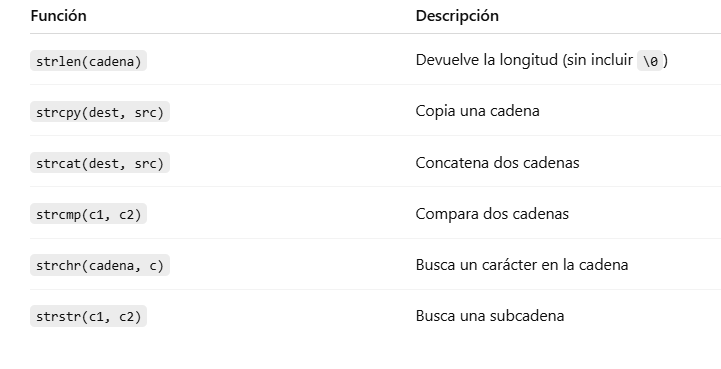 Función Descripción
strlen(cadena) Devuelve la longitud (sin incluir \0)
strcpy(dest, src) Copia una cadena
strcat(dest, src) Concatena dos cadenas
strcmp(c1, c2) Compara dos cadenas
strchr(cadena, c) Busca un carácter en la cadena
strstr(c1, c2) Busca una subcadena